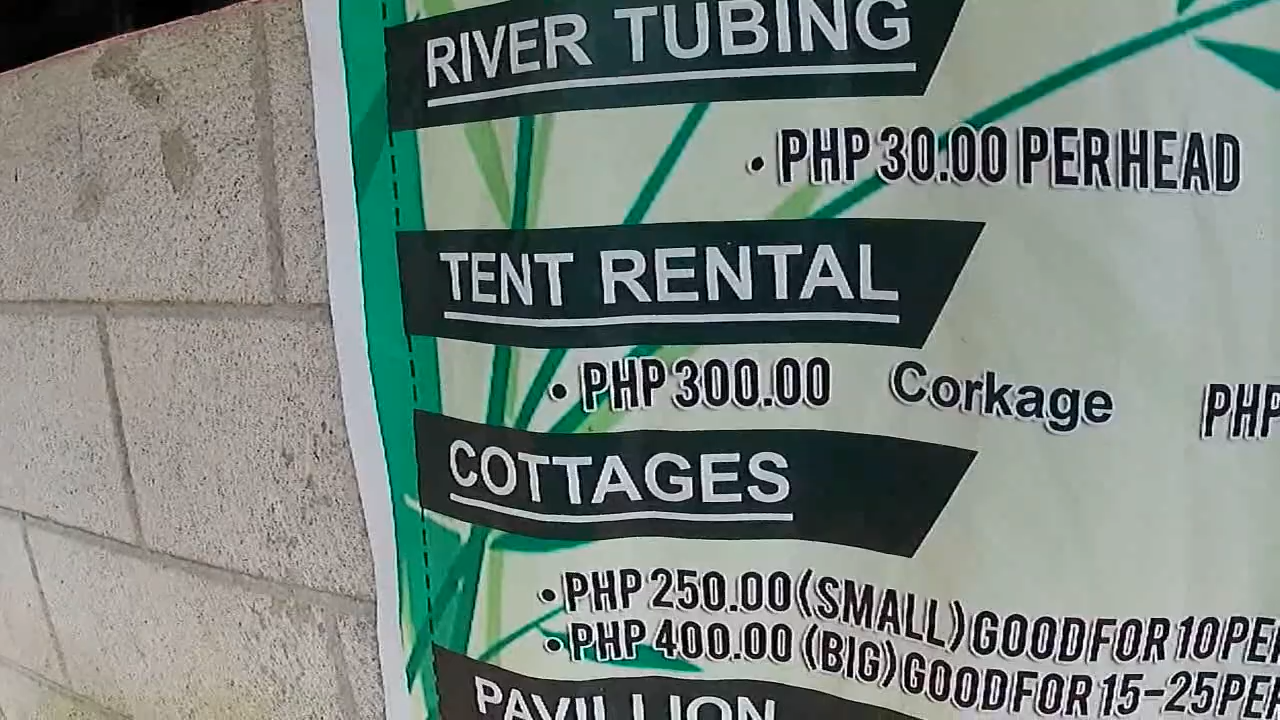 RIVER TUBING
• PHP 30.00 PER HEAD
TENT RENTAL
• PHP 300.00 Corkage PHP
COTTAGES
• PHP 250.00 (SMALL) GOOD FOR 10 PE
• PHP 400.00 (BIG) GOOD FOR 15-25 PE
PAVILLION